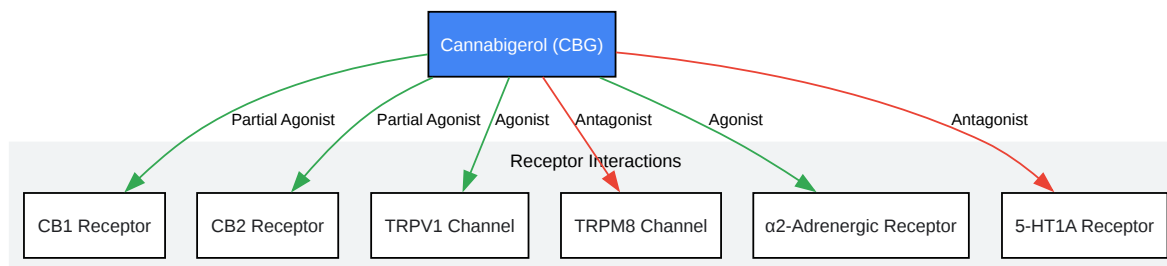 Cannabigerol (CBG)
Partial Agonist
Partial Agonist
Agonist
Antagonist
Agonist
Antagonist
Receptor Interactions
CB1 Receptor
CB2 Receptor
TRPV1 Channel
TRPM8 Channel
α2-Adrenergic Receptor
5-HT1A Receptor